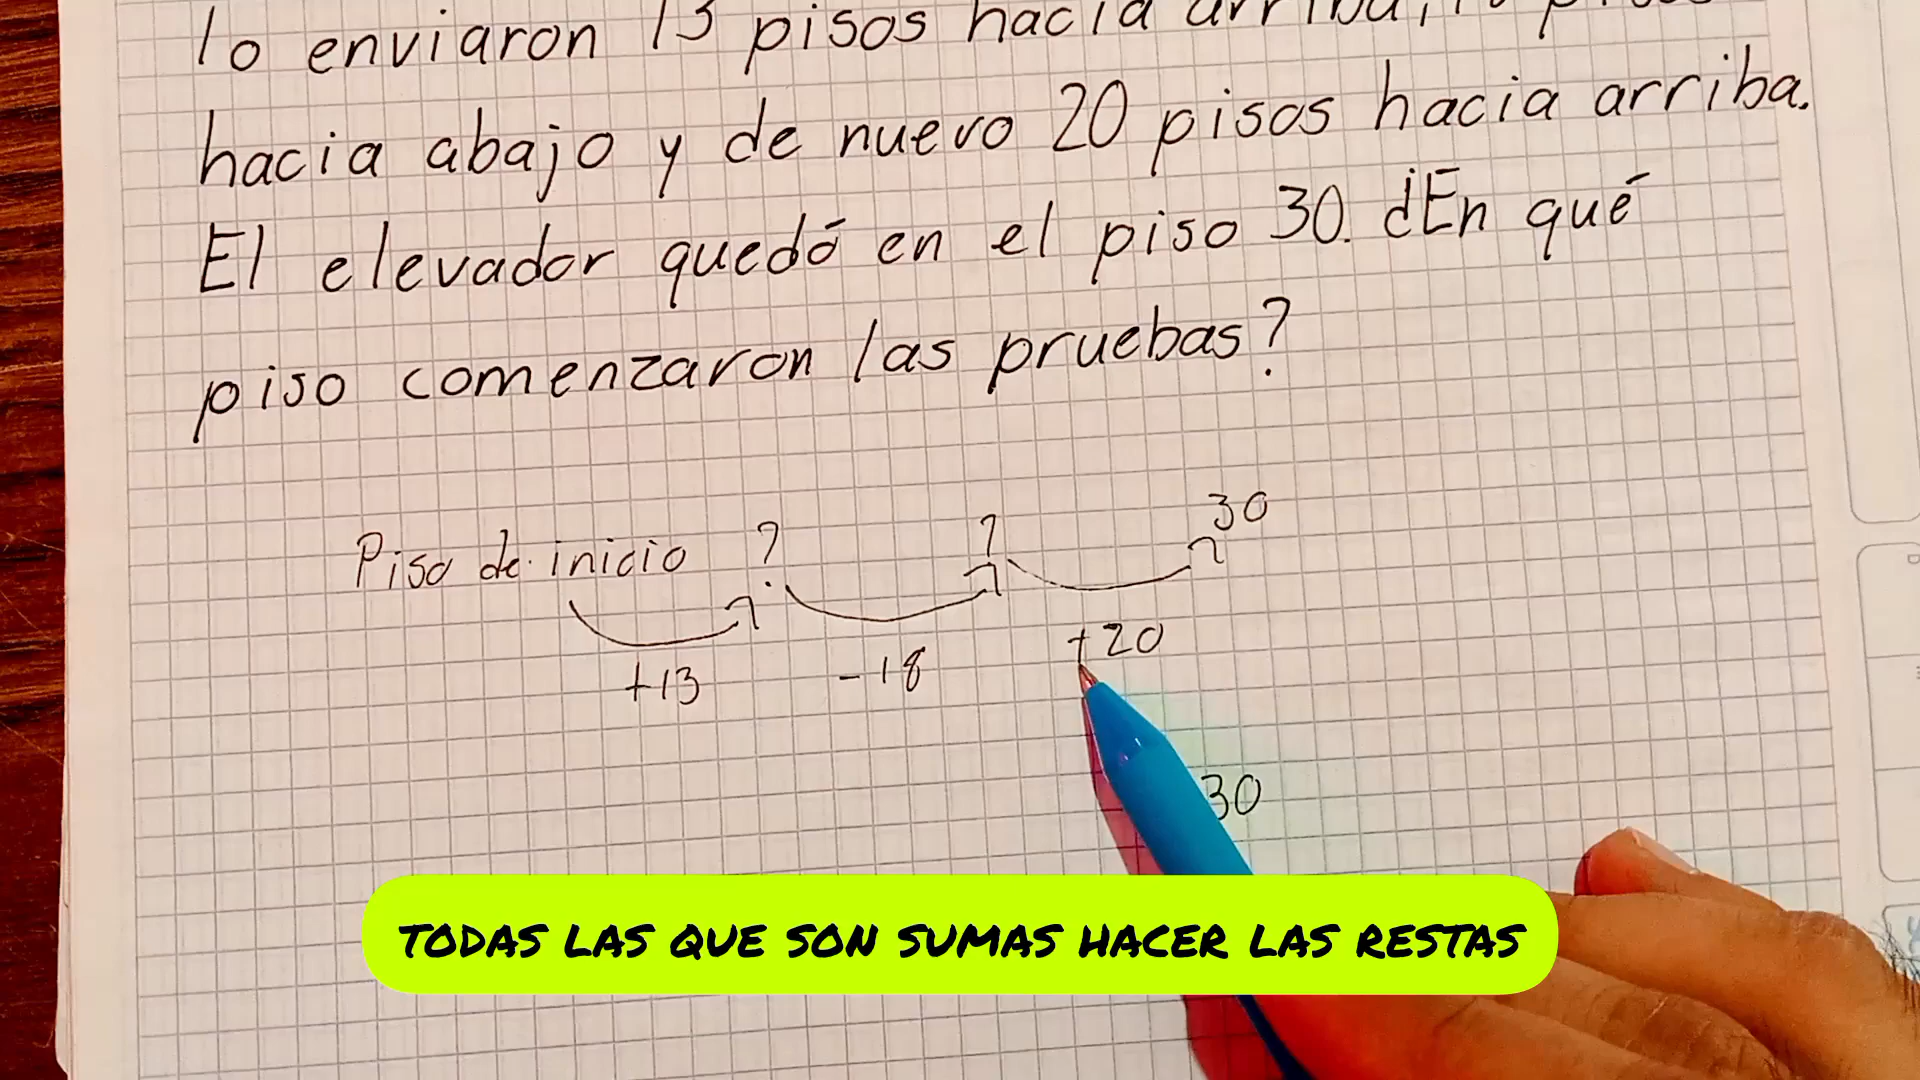 lo enviaron 13 pisos hacia arriba,
hacia abajo y de nuevo 20 pisos hacia arriba.
El elevador quedó en el piso 30. ¿En qué
piso comenzaron las pruebas?
Piso de inicio ? ? 30
+13 -18 +20
30
TODAS LAS QUE SON SUMAS HACER LAS RESTAS